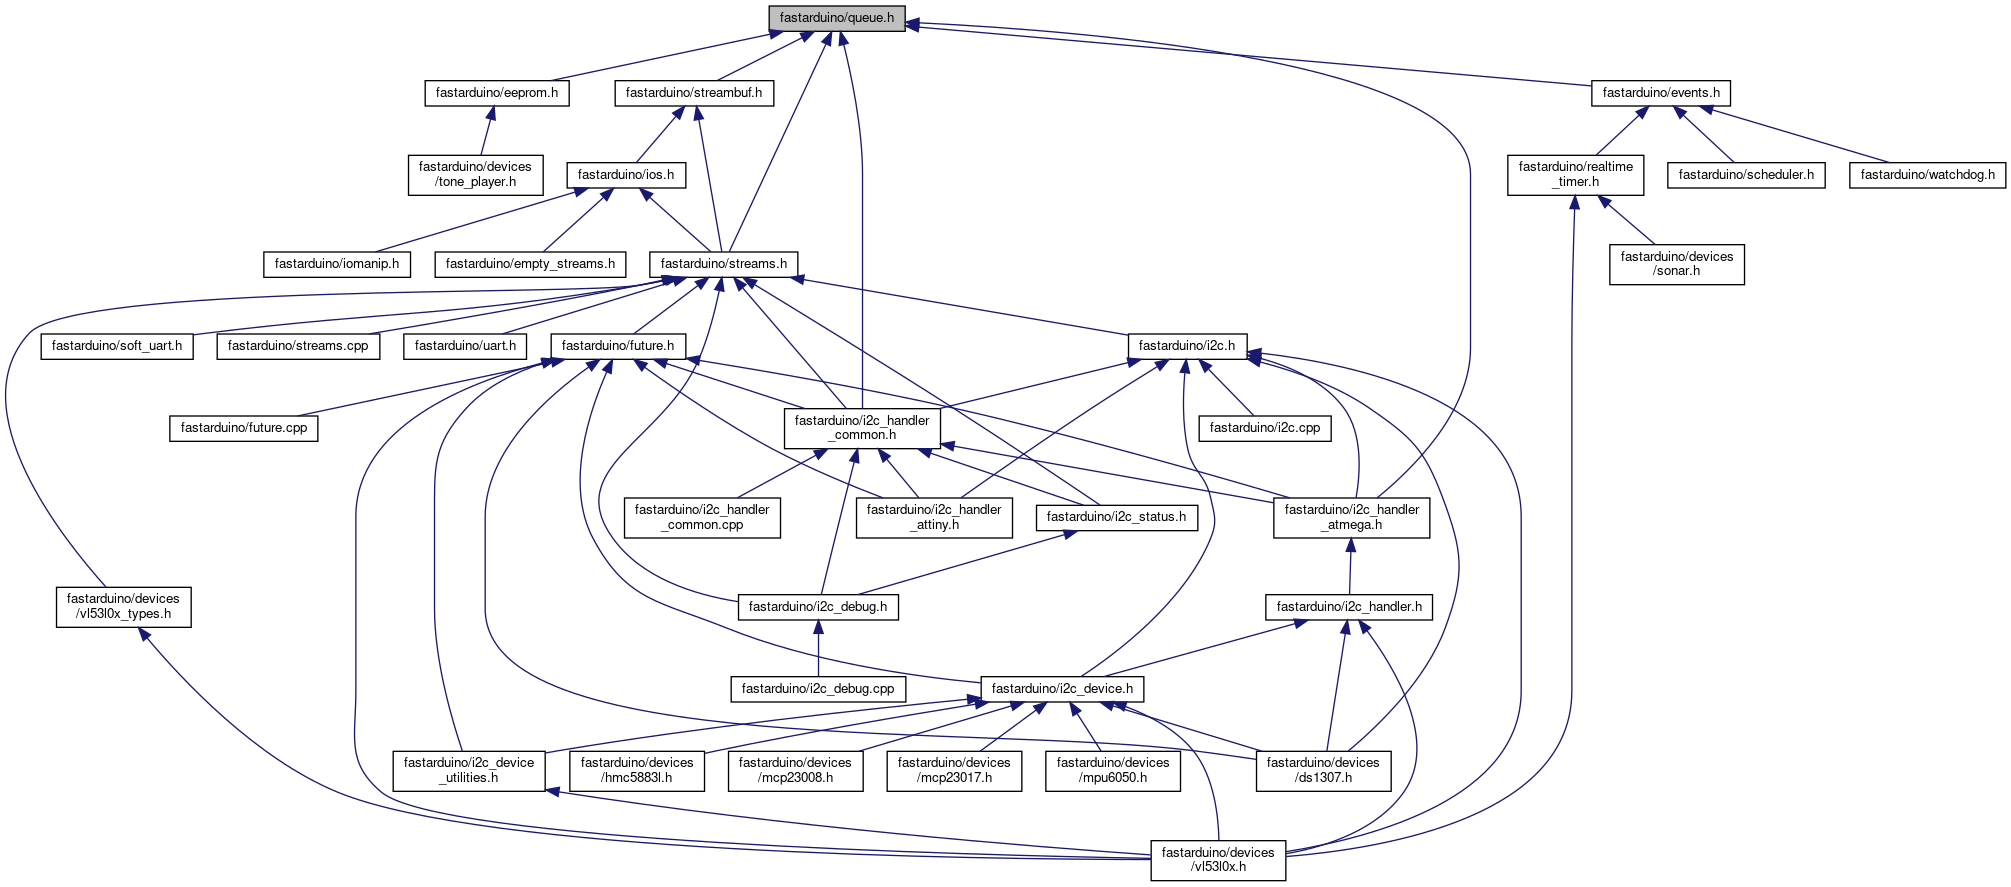 fastarduino/queue.h
fastarduino/eeprom.h
fastarduino/streambuf.h
fastarduino/events.h
fastarduino/devices
/tone_player.h
fastarduino/ios.h
fastarduino/realtime
_timer.h
fastarduino/scheduler.h
fastarduino/watchdog.h
fastarduino/iomanip.h
fastarduino/empty_streams.h
fastarduino/streams.h
fastarduino/devices
/sonar.h
fastarduino/soft_uart.h
fastarduino/streams.cpp
fastarduino/uart.h
fastarduino/future.h
fastarduino/i2c.h
fastarduino/future.cpp
fastarduino/i2c_handler
_common.h
fastarduino/i2c.cpp
fastarduino/i2c_handler
_common.cpp
fastarduino/i2c_handler
_attiny.h
fastarduino/i2c_status.h
fastarduino/i2c_handler
_atmega.h
fastarduino/devices
/vl53l0x_types.h
fastarduino/i2c_debug.h
fastarduino/i2c_handler.h
fastarduino/i2c_debug.cpp
fastarduino/i2c_device.h
fastarduino/i2c_device
_utilities.h
fastarduino/devices
/hmc5883l.h
fastarduino/devices
/mcp23008.h
fastarduino/devices
/mcp23017.h
fastarduino/devices
/mpu6050.h
fastarduino/devices
/ds1307.h
fastarduino/devices
/vl53l0x.h